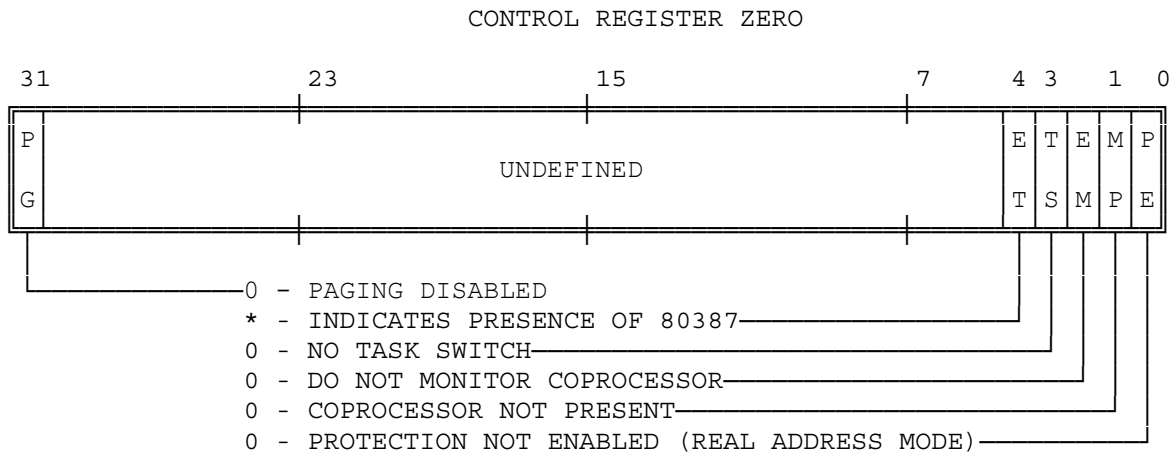 CONTROL REGISTER ZERO
31 23 15 7 4 3 1 0
P E T E M P
UNDEFINED
G T S M P E
0 - PAGING DISABLED
* - INDICATES PRESENCE OF 80387
0 - NO TASK SWITCH
0 - DO NOT MONITOR COPROCESSOR
0 - COPROCESSOR NOT PRESENT
0 - PROTECTION NOT ENABLED (REAL ADDRESS MODE)